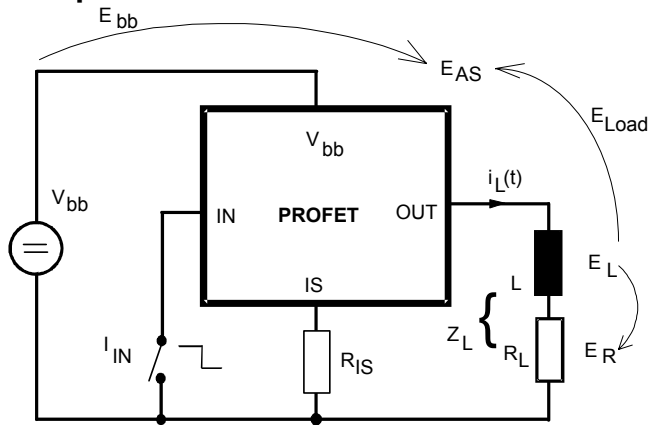 E bb
E AS
E Load
V bb
V bb
i L (t)
IN
PROFET
OUT
IS
L
E L
Z L
{
I IN
R IS
R L
E R